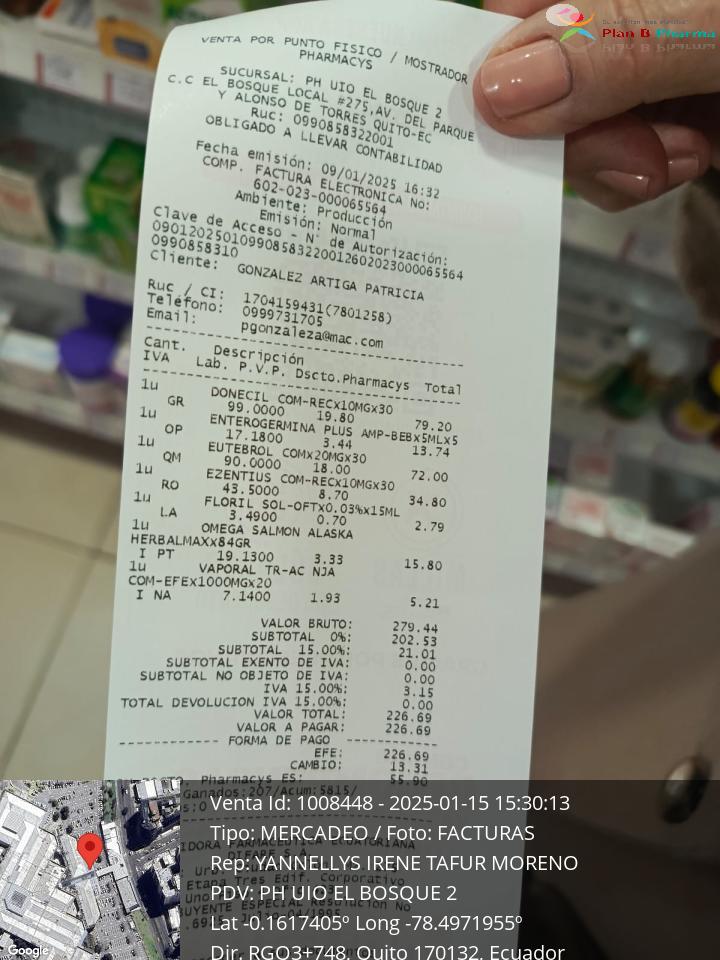 Plan B Pharma
VENTA POR PUNTO FISICO / MOSTRADOR
PHARMACYS
SUCURSAL: PH UIO EL BOSQUE 2
C.C EL BOSQUE LOCAL #275,AV. DEL PARQUE
Y ALONSO DE TORRES QUITO-EC
Ruc: 0990858322001
OBLIGADO A LLEVAR CONTABILIDAD
Fecha emisión: 09/01/2025 16:32
COMP. FACTURA ELECTRONICA No:
602-023-000065564
Ambiente: Producción
Emisión: Normal
Clave de Acceso - N° de Autorización:
090120250109908583220012602023000065564
0990858310
Cliente: GONZALEZ ARTIGA PATRICIA
Ruc / CI: 1704159431(7801258)
Teléfono: 0999731705
Email: pgonzaleza@mac.com
Cant. Descripción
IVA Lab. P.V.P. Dscto.Pharmacys Total
1u DONECIL COM-RECx10MGx30
GR 99.0000 19.80 79.20
1u ENTEROGERMINA PLUS AMP-BEBx5MLx5
OP 17.1800 3.44 13.74
1u EUTEBROL COMx20MGx30
QM 90.0000 18.00 72.00
1u EZENTIUS COM-RECx10MGx30
RO 43.5000 8.70 34.80
1u FLORIL SOL-OFTx0.03%x15ML
LA 3.4900 0.70 2.79
1u OMEGA SALMON ALASKA
HERBALMAXx84GR
I PT 19.1300 3.33 15.80
1u VAPORAL TR-AC NJA
COM-EFEx1000MGx20
I NA 7.1400 1.93 5.21
VALOR BRUTO: 279.44
SUBTOTAL 0%: 202.53
SUBTOTAL 15.00%: 21.01
SUBTOTAL EXENTO DE IVA: 0.00
SUBTOTAL NO OBJETO DE IVA: 0.00
IVA 15.00%: 3.15
TOTAL DEVOLUCION IVA 15.00%: 0.00
VALOR TOTAL: 226.69
VALOR A PAGAR: 226.69
FORMA DE PAGO
EFE: 226.69
CAMBIO: 13.31
Pharmacys ES: 55.90
Ganados:207/Acum:5815/
Venta Id: 1008448 - 2025-01-15 15:30:13
Tipo: MERCADEO / Foto: FACTURAS
Rep: YANNELLYS IRENE TAFUR MORENO
PDV: PH UIO EL BOSQUE 2
Lat -0.1617405º Long -78.4971955º
Dir. RGQ3+748, Quito 170132, Ecuador
Google